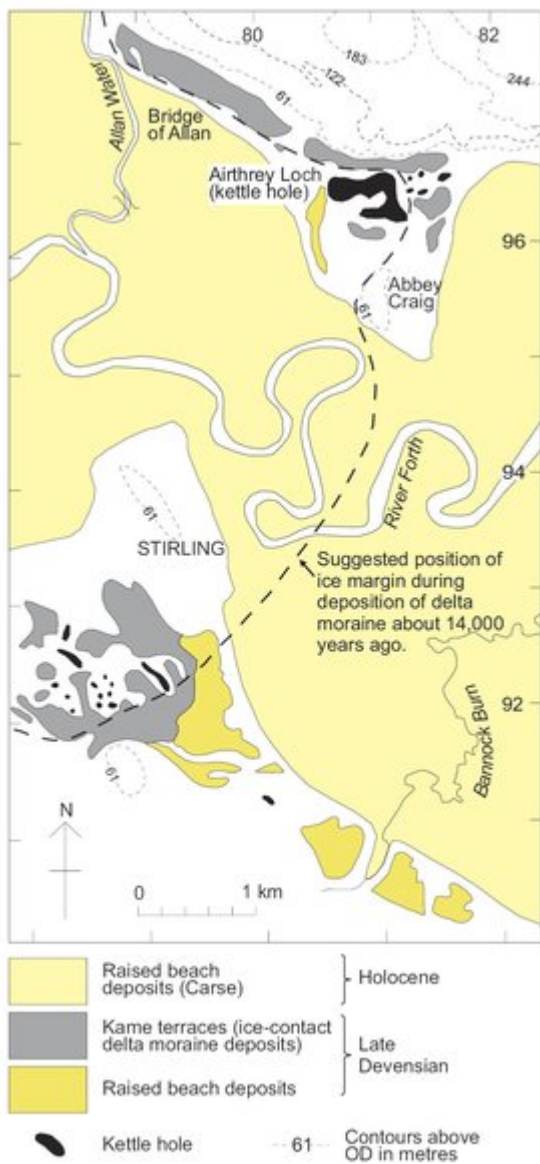 80
82
183
122
244
61
Allan Water
Bridge
of Allan
Airthrey Loch
(kettle hole)
96
Abbey
Craig
61
94
River Forth
61
STIRLING
Suggested position of
ice margin during
deposition of delta
moraine about 14,000
years ago.
92
Bannock Burn
61
N
0 1 km
Raised beach
deposits (Carse)
Holocene
Kame terraces (ice-contact
delta moraine deposits)
Late
Devensian
Raised beach deposits
Kettle hole
61
Contours above
OD in metres